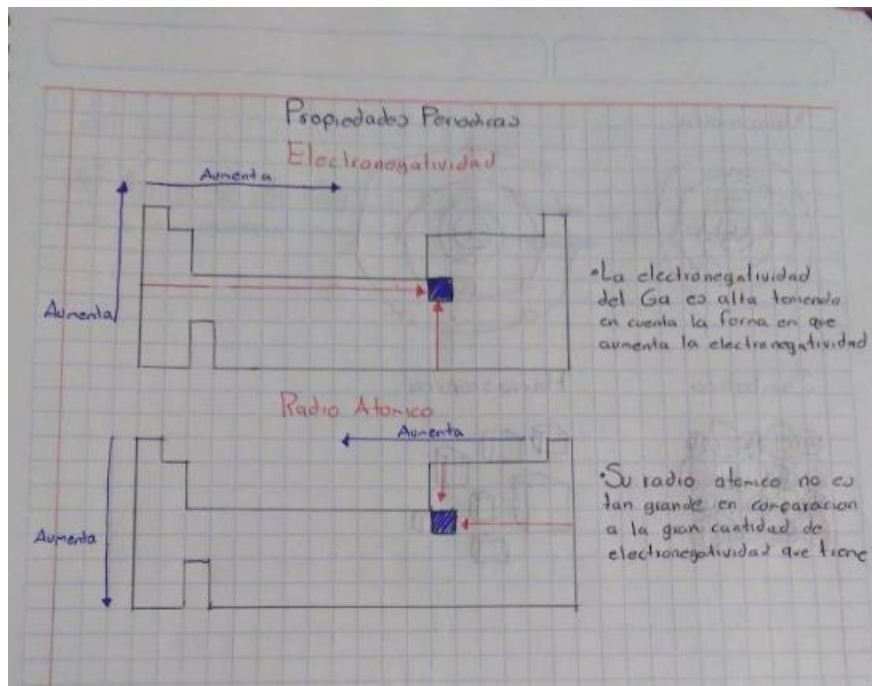 Propiedades Periodicas
Electronegatividad
Aumenta
Aumenta
•La electronegatividad
del Ga es alta teniendo
en cuenta la forma en que
aumenta la electronegatividad
Radio Atomico
Aumenta
Aumenta
•Su radio atomico no es
tan grande en comparacion
a la gran cantidad de
electronegatividad que tiene